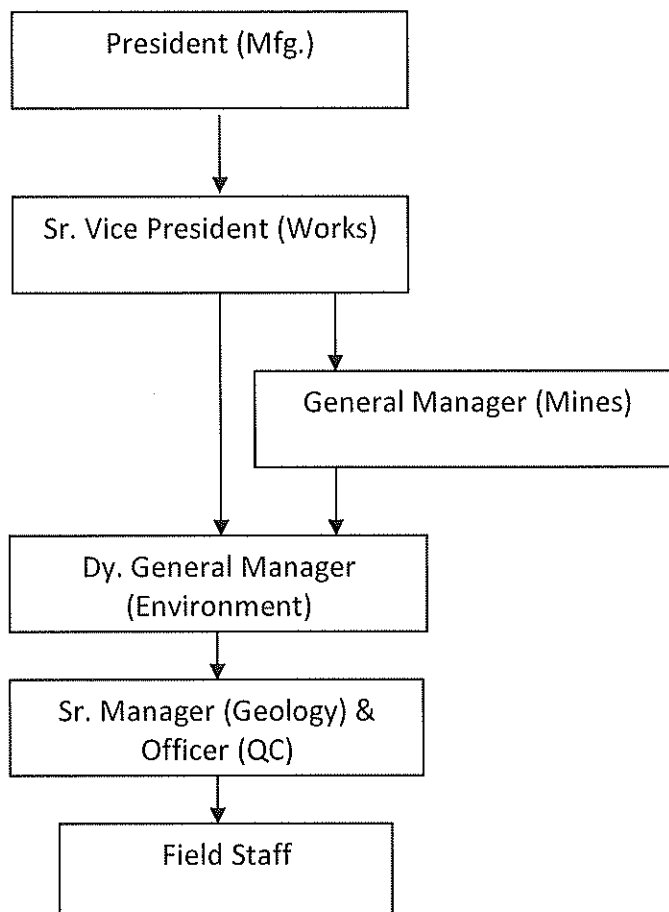 President (Mfg.)
Sr. Vice President (Works)
General Manager (Mines)
Dy. General Manager
(Environment)
Sr. Manager (Geology) &
Officer (QC)
Field Staff